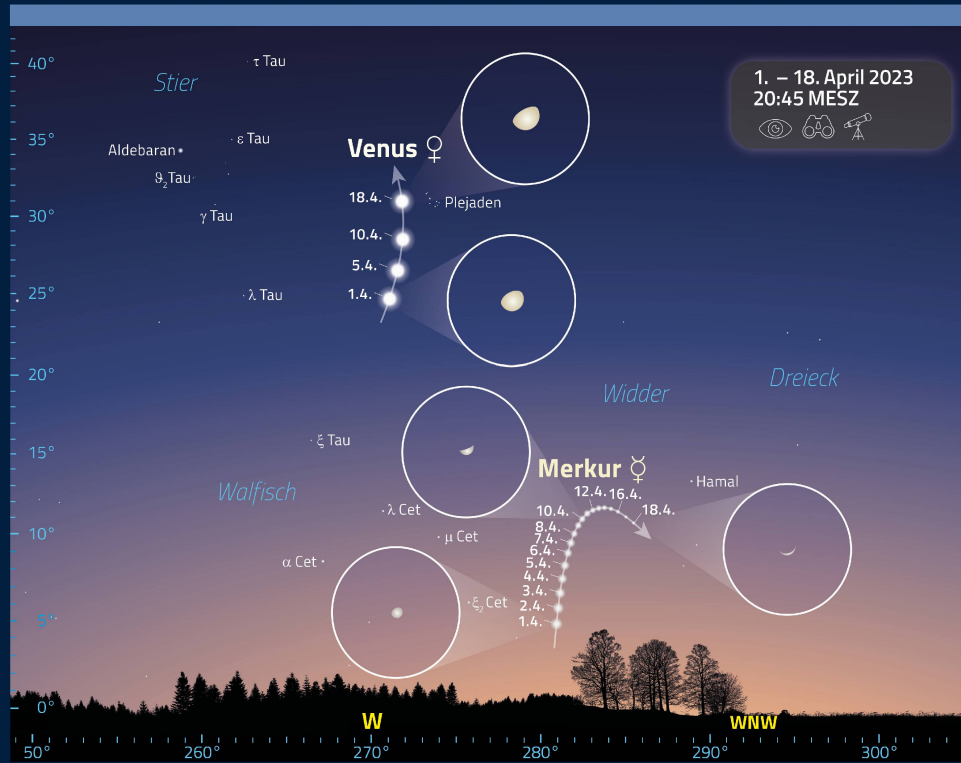 40°
τ Tau
Stier
1. – 18. April 2023
20:45 MESZ
35°
ε Tau
Aldebaran
Venus ♀
ϑ2Tau
18.4.
Plejaden
30°
γ Tau
10.4.
5.4.
25°
λ Tau
1.4.
20°
Widder
Dreieck
15°
ξ Tau
Merkur ☿
Hamal
Walfisch
12.4.
16.4.
18.4.
10°
λ Cet
10.4.
8.4.
μ Cet
7.4.
6.4.
α Cet
5.4.
4.4.
3.4.
ξ2 Cet
2.4.
5°
1.4.
0°
W
WNW
50°
260°
270°
280°
290°
300°